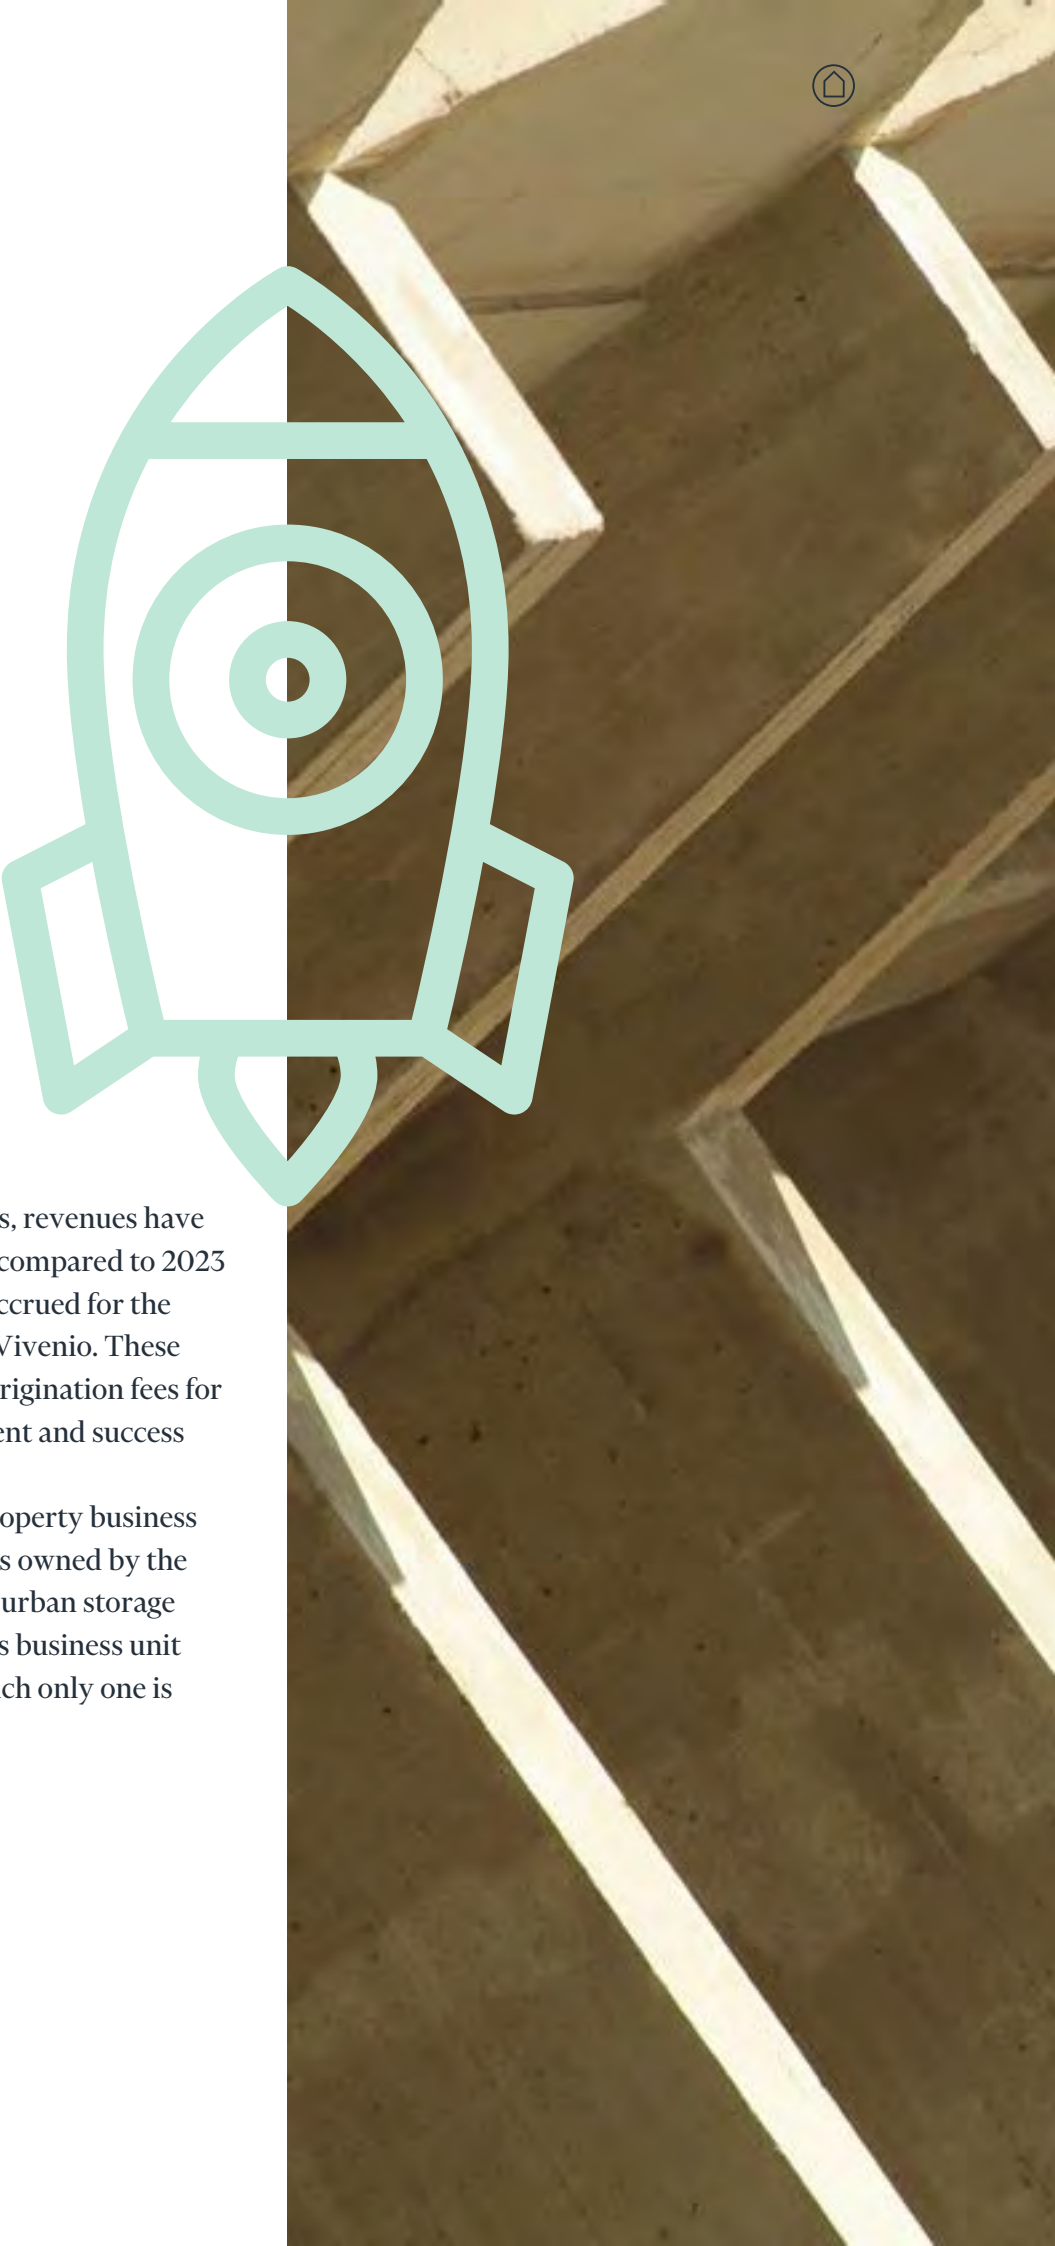 s, revenues have
compared to 2023
ccrued for the
Vivenio. These
rigination fees for
ent and success
operty business
s owned by the
urban storage
s business unit
ch only one is